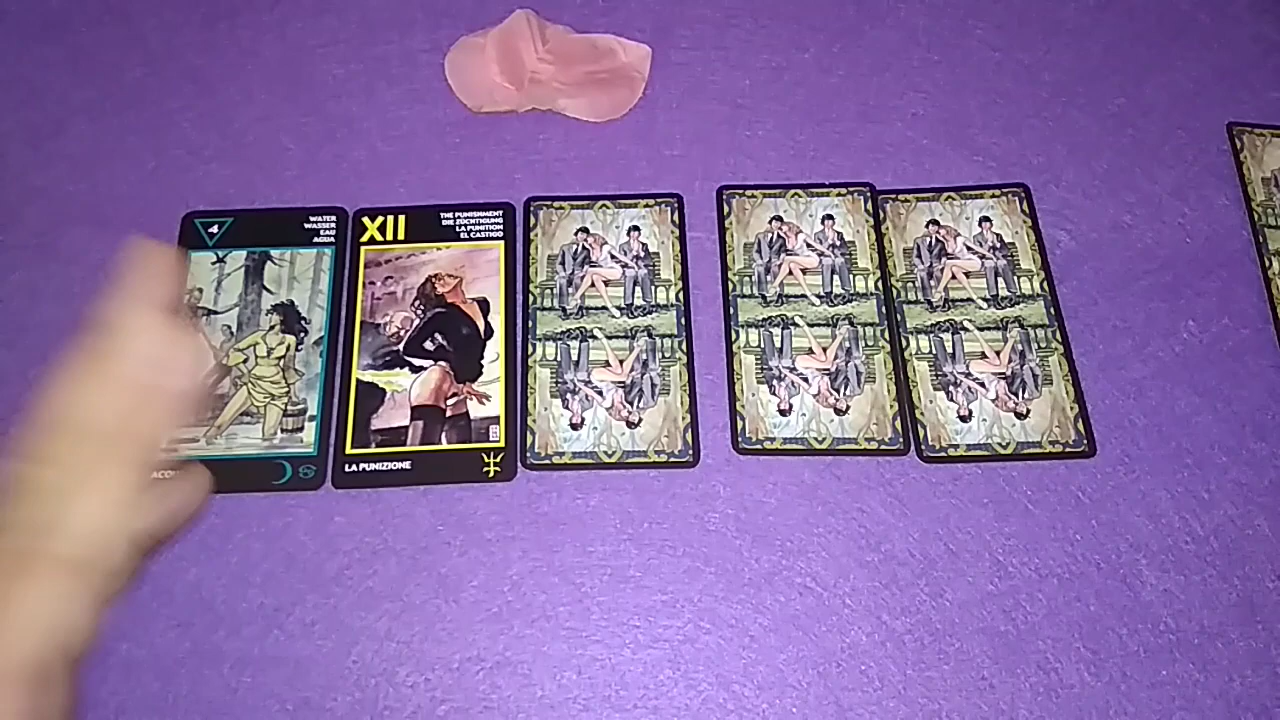 4
WATER
WASSER
EAU
AGUA
XII
THE PUNISHMENT
DIE ZÜCHTIGUNG
LA PUNITION
EL CASTIGO
LA PUNIZIONE